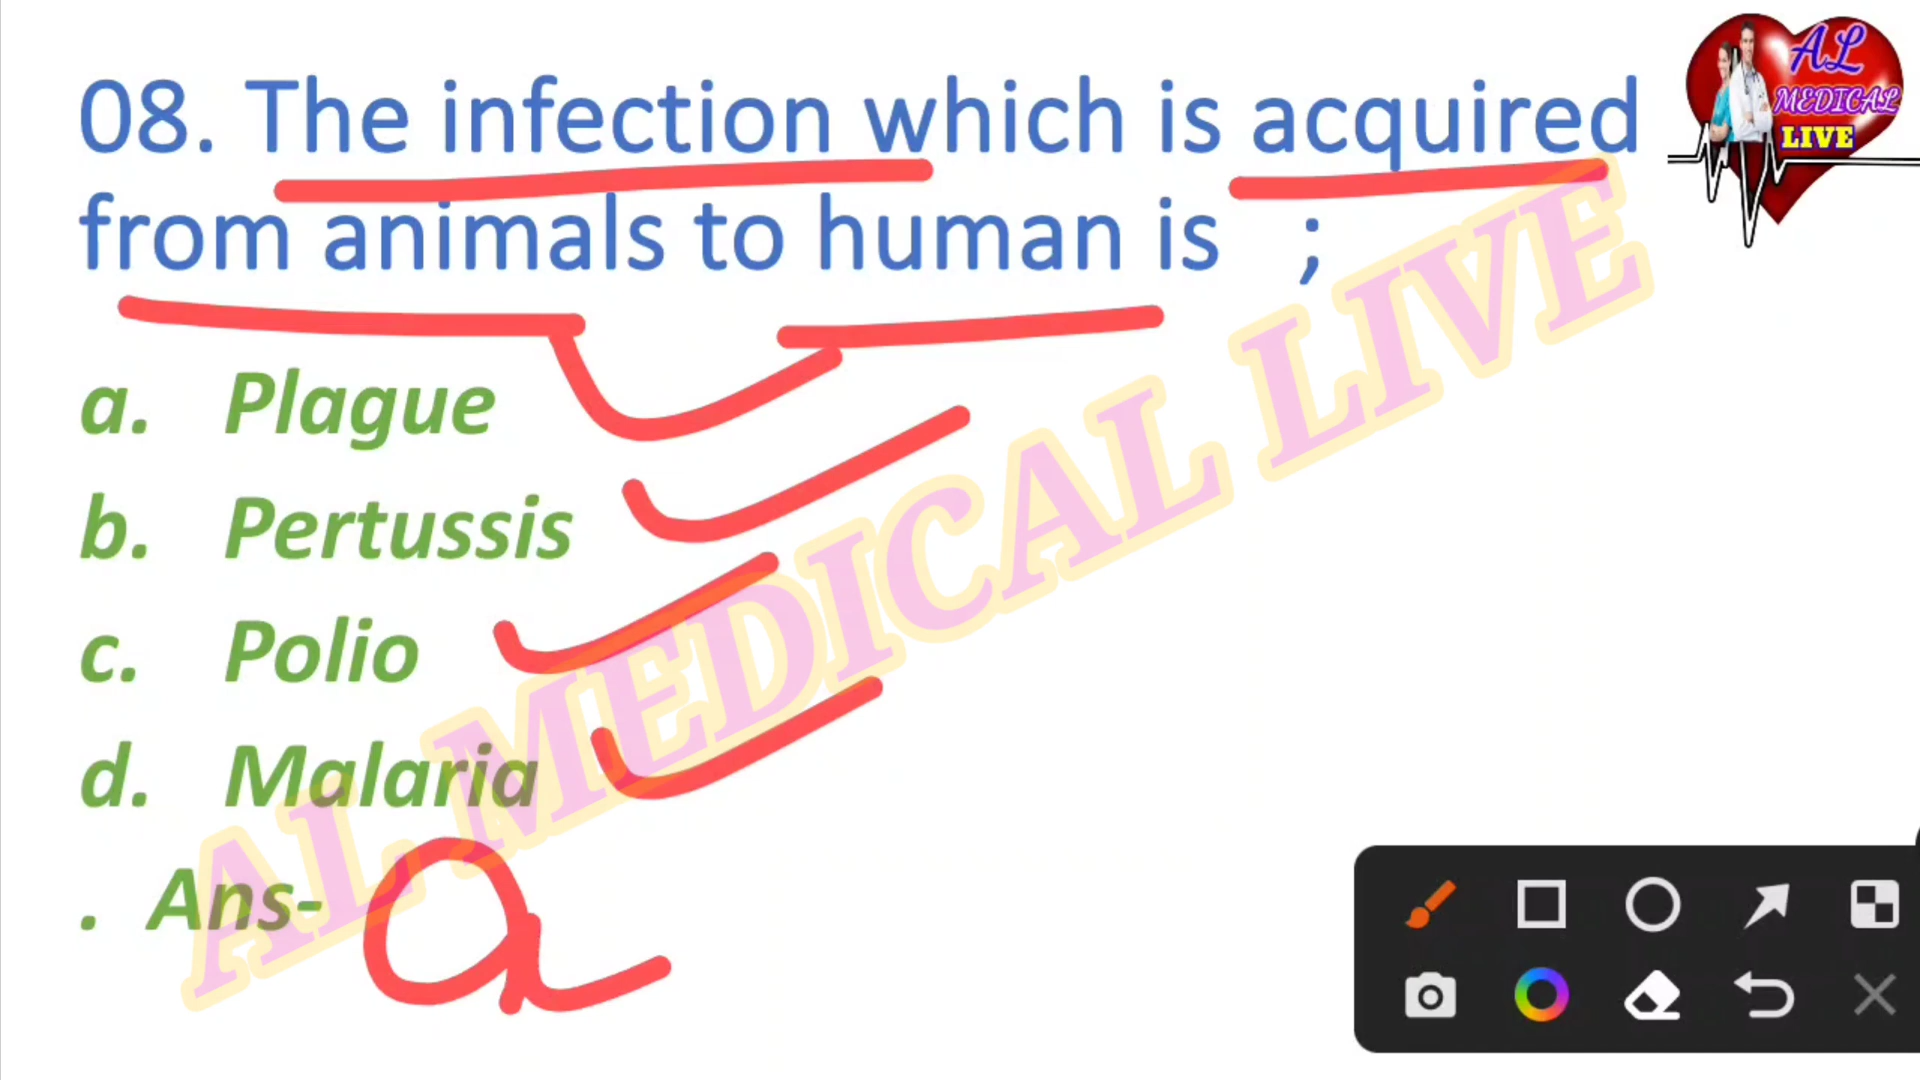 08. The infection which is acquired
from animals to human is ;
a. Plague
b. Pertussis
c. Polio
d. Malaria
. Ans- a
AL MEDICAL LIVE
AL
MEDICAL
LIVE